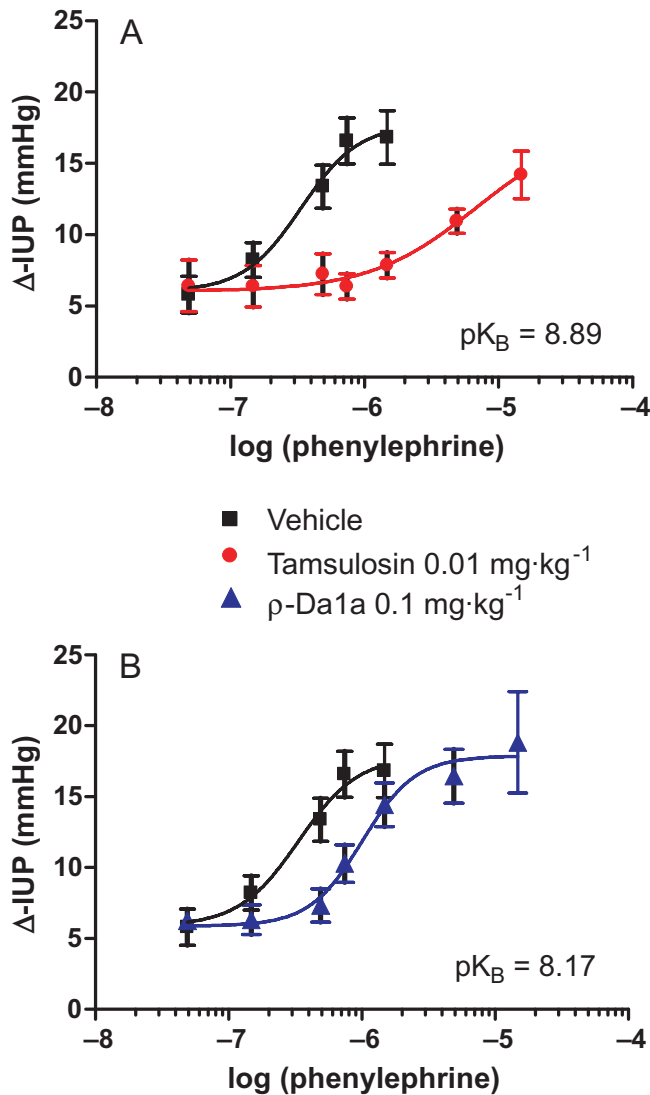 A
25
20
15
10
5
0
Δ-IUP (mmHg)
pK_B = 8.89
–8 –7 –6 –5 –4
log (phenylephrine)
Vehicle
Tamsulosin 0.01 mg·kg⁻¹
ρ-Da1a 0.1 mg·kg⁻¹
B
25
20
15
10
5
0
Δ-IUP (mmHg)
pK_B = 8.17
–8 –7 –6 –5 –4
log (phenylephrine)